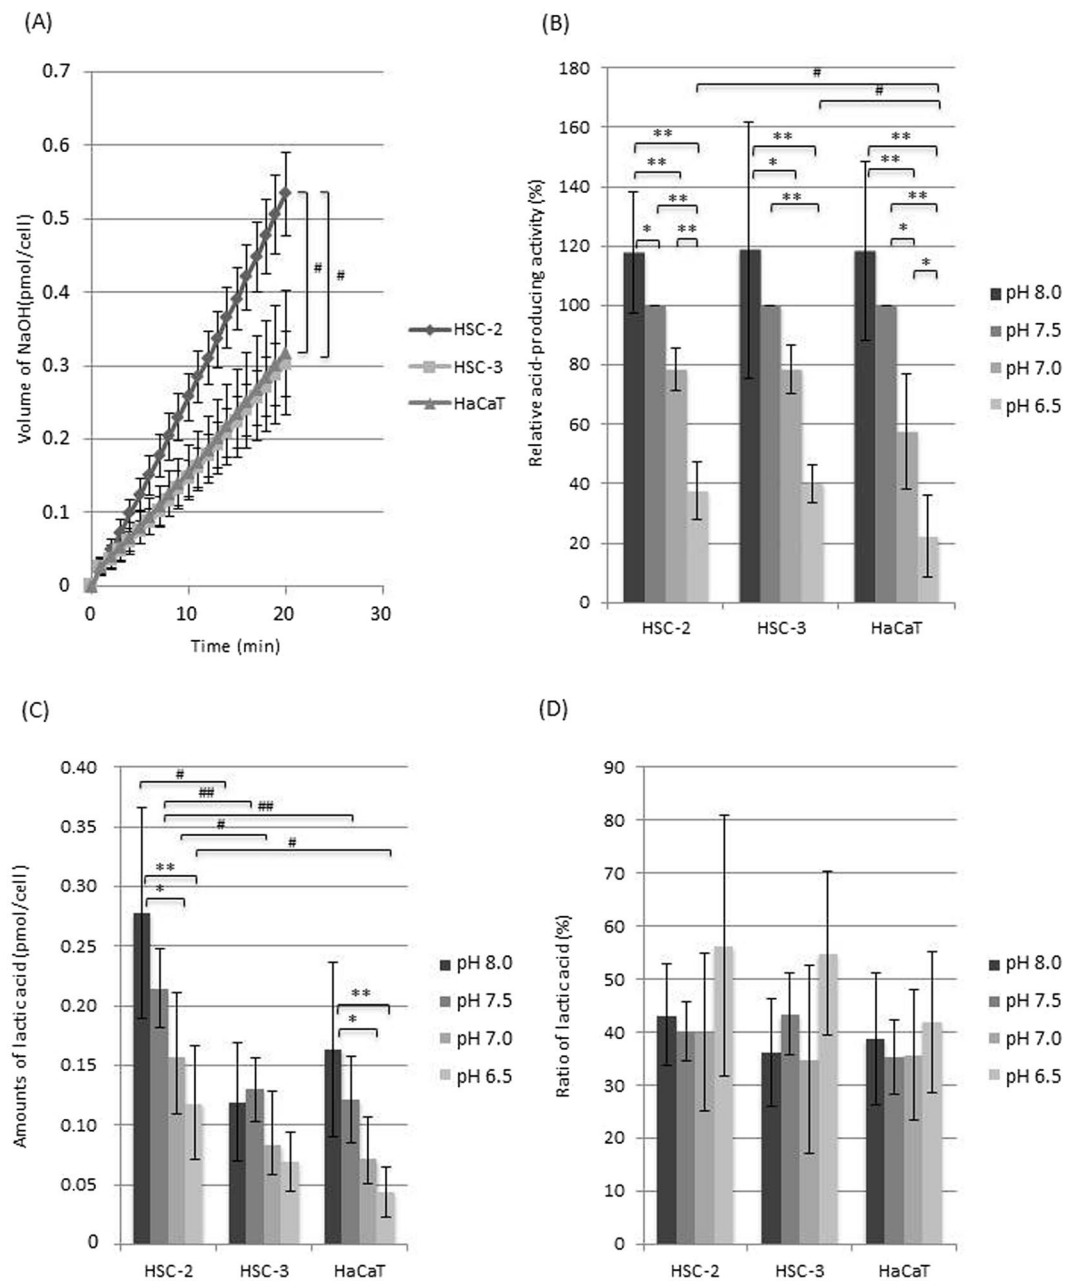 (A)
0.7
0.6
0.5
0.4
0.3
0.2
0.1
0
0 10 20 30
Volume of NaOH(pmol/cell)
Time (min)
# #
HSC-2
HSC-3
HaCaT
(B)
180
160
140
120
100
80
60
40
20
0
Relative acid-producing activity (%)
#
#
** ** **
** * **
** ** **
* ** *
*
HSC-2 HSC-3 HaCaT
pH 8.0
pH 7.5
pH 7.0
pH 6.5
(C)
0.40
0.35
0.30
0.25
0.20
0.15
0.10
0.05
0
Amounts of lactic acid (pmol/cell)
#
##
##
#
#
**
*
**
*
HSC-2 HSC-3 HaCaT
pH 8.0
pH 7.5
pH 7.0
pH 6.5
(D)
90
80
70
60
50
40
30
20
10
0
Ratio of lactic acid (%)
HSC-2 HSC-3 HaCaT
pH 8.0
pH 7.5
pH 7.0
pH 6.5